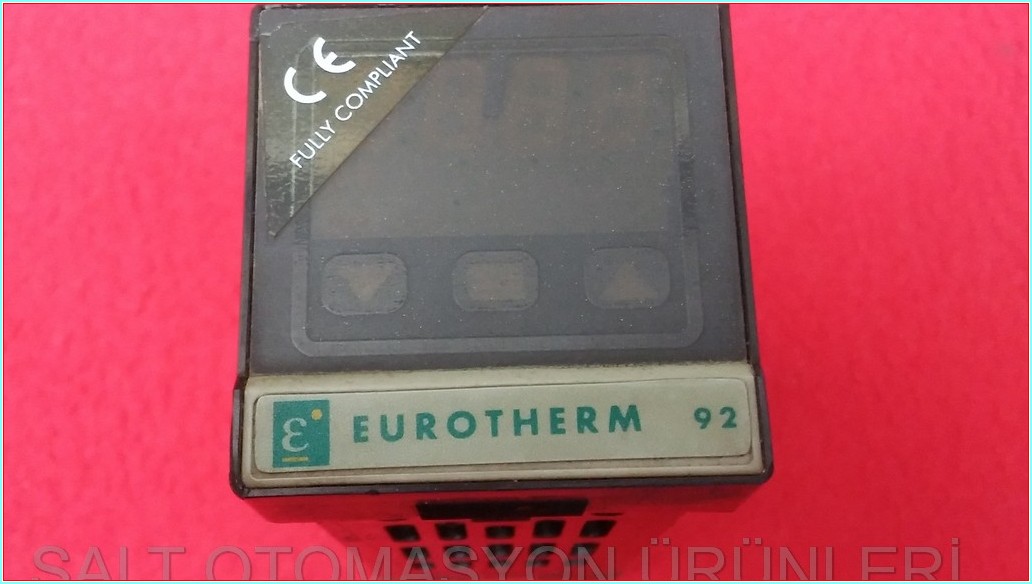 CE
FULLY COMPLIANT
ε EUROTHERM 92
SALT OTOMASYON ÜRÜNLERİ